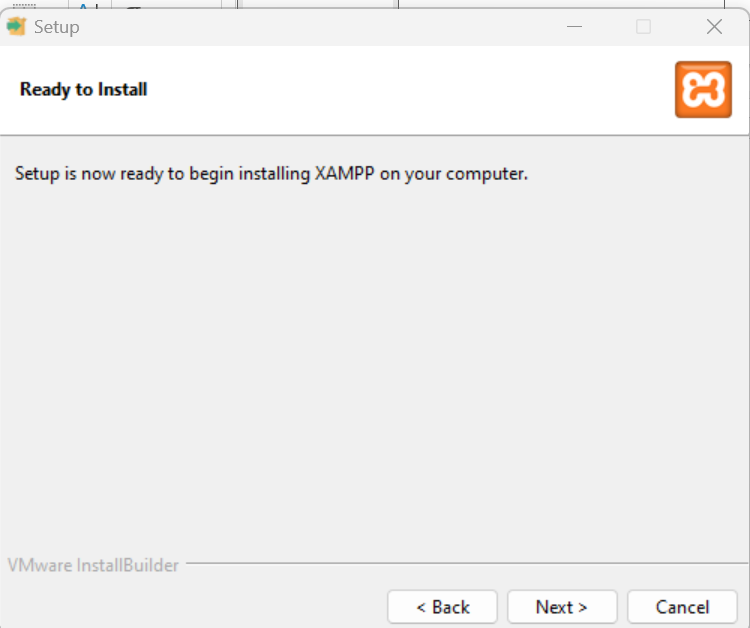 Setup
Ready to Install
Setup is now ready to begin installing XAMPP on your computer.
VMware InstallBuilder
< Back
Next >
Cancel